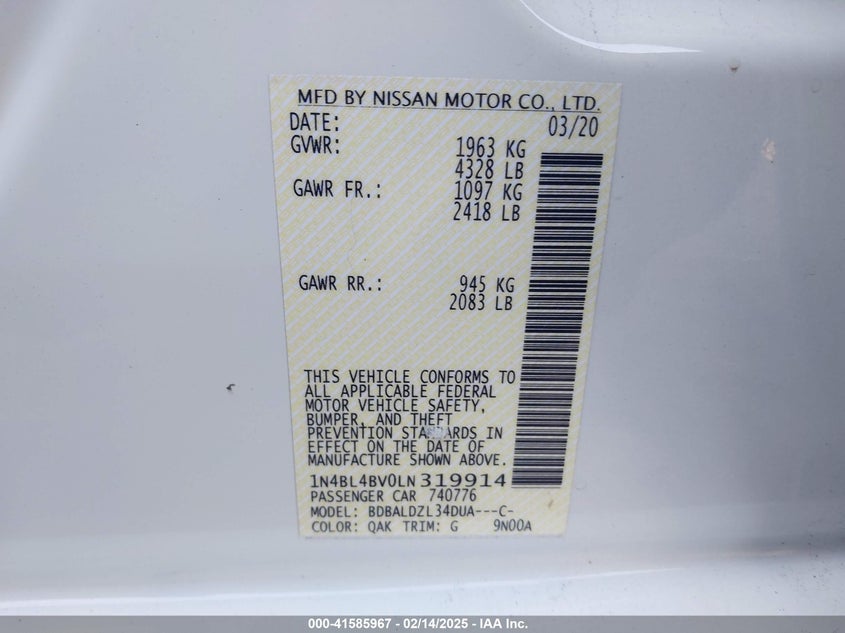 MFD BY NISSAN MOTOR CO., LTD.
DATE: 03/20
GVWR: 1963 KG
4328 LB
GAWR FR.: 1097 KG
2418 LB
GAWR RR.: 945 KG
2083 LB
THIS VEHICLE CONFORMS TO
ALL APPLICABLE FEDERAL
MOTOR VEHICLE SAFETY,
BUMPER, AND THEFT
PREVENTION STANDARDS IN
EFFECT ON THE DATE OF
MANUFACTURE SHOWN ABOVE.
1N4BL4BV0LN319914
PASSENGER CAR 740776
MODEL: BDBALDZL34DUA---C-
COLOR: QAK TRIM: G 9N00A
000-41585967 - 02/14/2025 - IAA Inc.